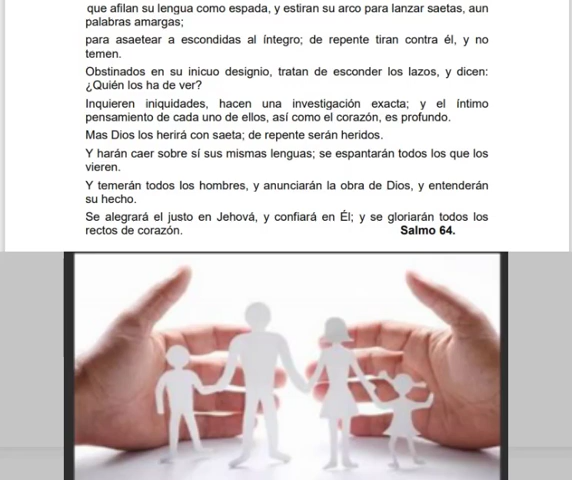 que afilan su lengua como espada, y estiran su arco para lanzar saetas, aun
palabras amargas;
para asaetear a escondidas al íntegro; de repente tiran contra él, y no
temen.
Obstinados en su inicuo designio, tratan de esconder los lazos, y dicen:
¿Quién los ha de ver?
Inquieren iniquidades, hacen una investigación exacta; y el íntimo
pensamiento de cada uno de ellos, así como el corazón, es profundo.
Mas Dios los herirá con saeta; de repente serán heridos.
Y harán caer sobre sí sus mismas lenguas; se espantarán todos los que los
vieren.
Y temerán todos los hombres, y anunciarán la obra de Dios, y entenderán
su hecho.
Se alegrará el justo en Jehová, y confiará en Él; y se gloriarán todos los
rectos de corazón. Salmo 64.